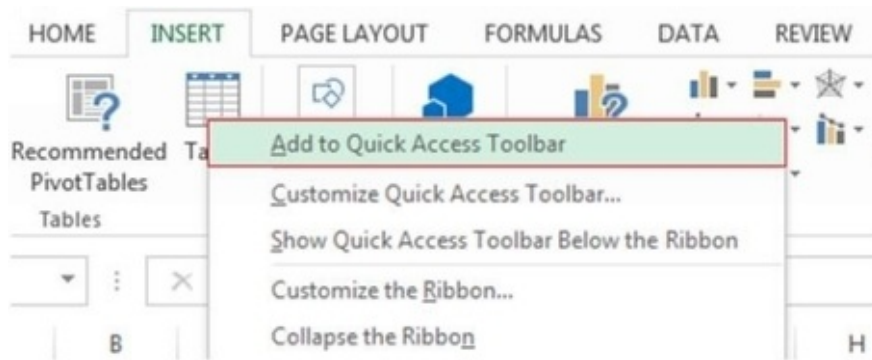 HOME INSERT PAGE LAYOUT FORMULAS DATA REVIEW
Recommended
PivotTables
Tables
Add to Quick Access Toolbar
Customize Quick Access Toolbar...
Show Quick Access Toolbar Below the Ribbon
Customize the Ribbon...
Collapse the Ribbon
B H